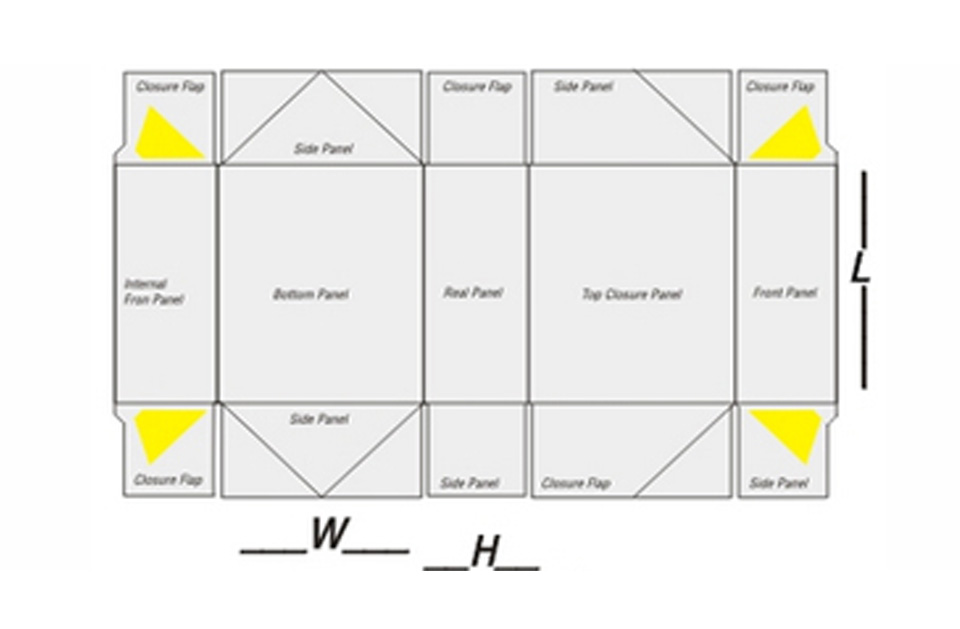 Closure Flap
Closure Flap
Side Panel
Closure Flap
Side Panel
Internal
Fron Panel
Bottom Panel
Real Panel
Top Closure Panel
Front Panel
L
Side Panel
Closure Flap
Side Panel
Closure Flap
Side Panel
W
H